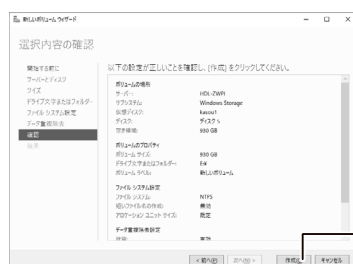 新しいボリューム ウィザード
選択内容の確認
開始する前に
サーバーとディスク
サイズ
ドライブ文字またはフォルダー
ファイル システム設定
データ重複除去
確認
結果
以下の設定が正しいことを確認し、[作成] をクリックしてください。
ボリュームの場所
サーバー: HDL-ZWPI
サブシステム: Windows Storage
仮想ディスク: kasou1
ディスク: ディスク 5
空き領域: 930 GB
ボリュームのプロパティ
ボリューム サイズ: 930 GB
ドライブ文字またはフォルダー: E:¥
ボリューム ラベル: 新しいボリューム
ファイル システム設定
ファイル システム: NTFS
短いファイル名の作成: 無効
アロケーション ユニット サイズ: 既定
データ重複除去設定
状態: 有効
< 前へ(P) 次へ(N) > 作成(C) キャンセル